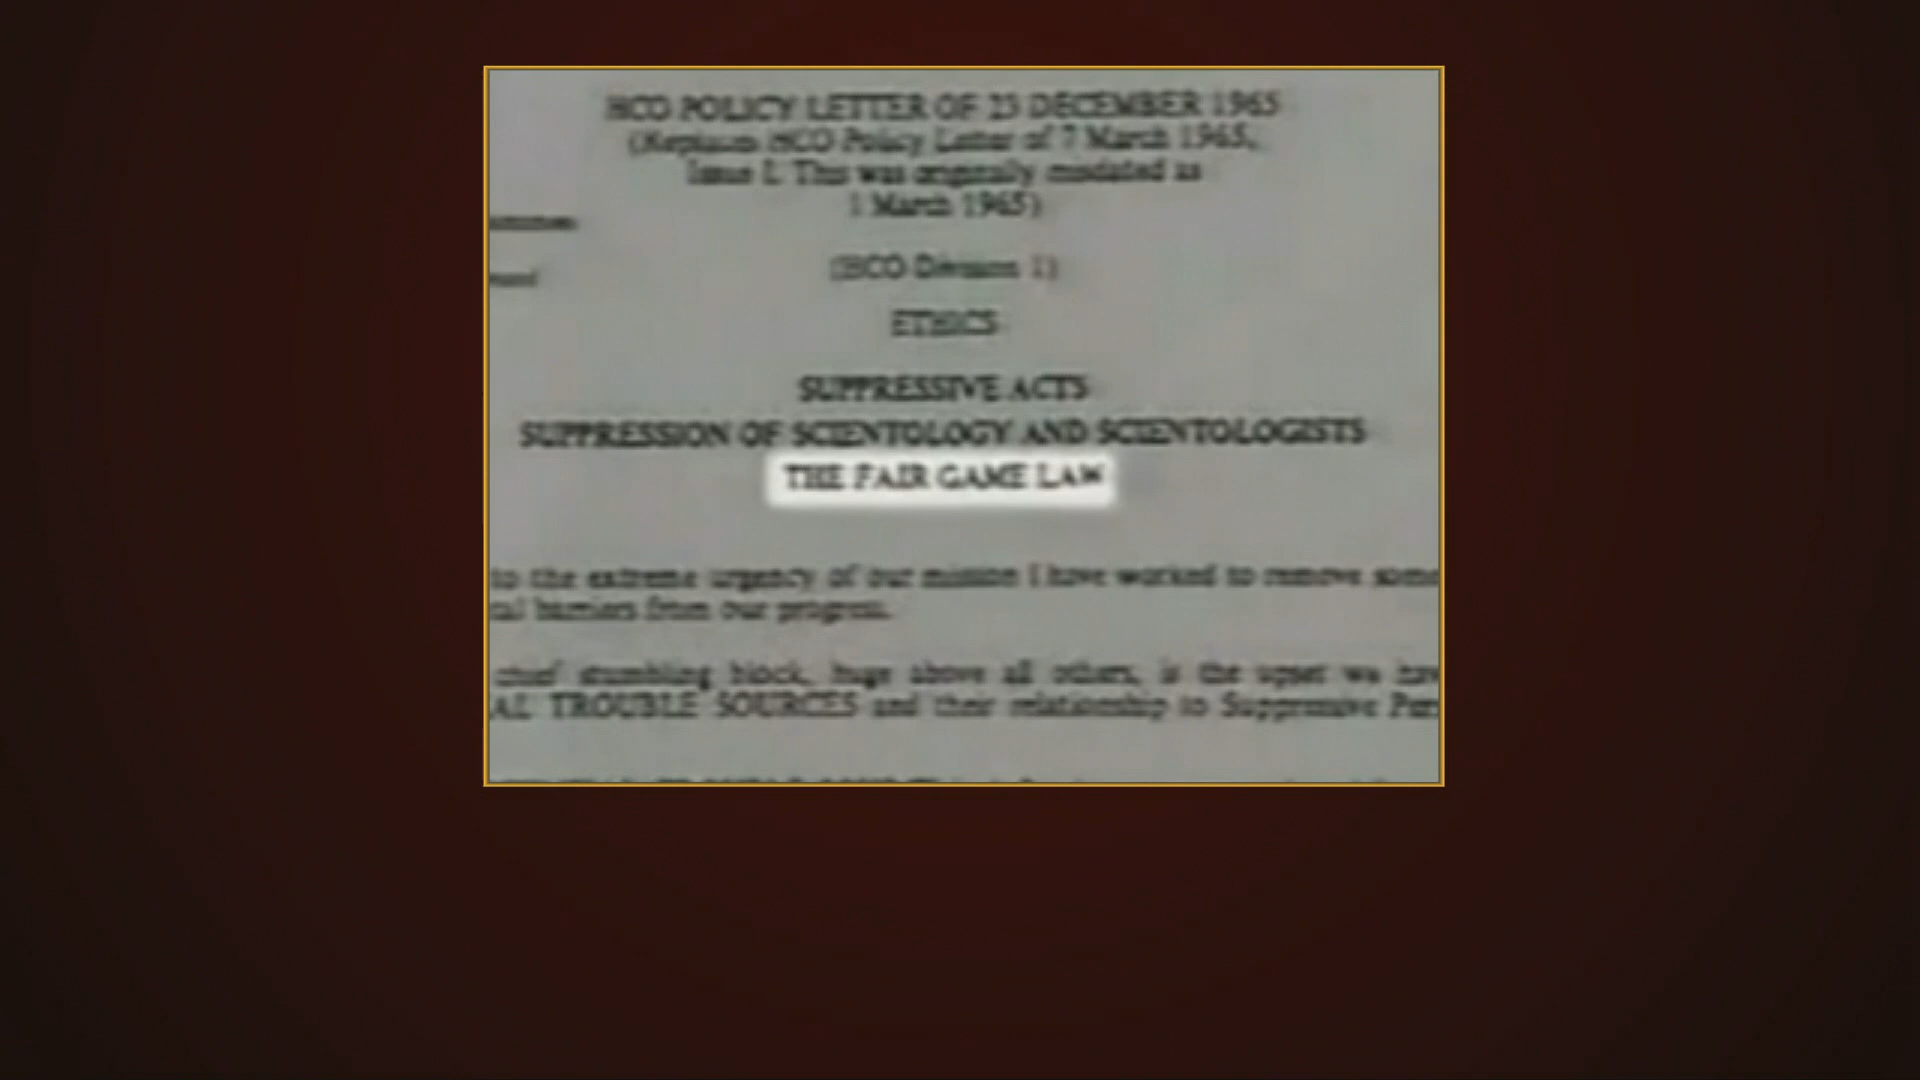 HCO POLICY LETTER OF 23 DECEMBER 1965
(Replaces HCO Policy Letter of 7 March 1965,
Issue I. This was originally misdated as
1 March 1965)
(HCO Division 1)
ETHICS
SUPPRESSIVE ACTS
SUPPRESSION OF SCIENTOLOGY AND SCIENTOLOGISTS
THE FAIR GAME LAW
to the extreme urgency of our mission I have worked to remove some
barriers from our progress.
chief stumbling block, huge above all others, is the upset we hav
AL TROUBLE SOURCES and their relationship to Suppressive Per